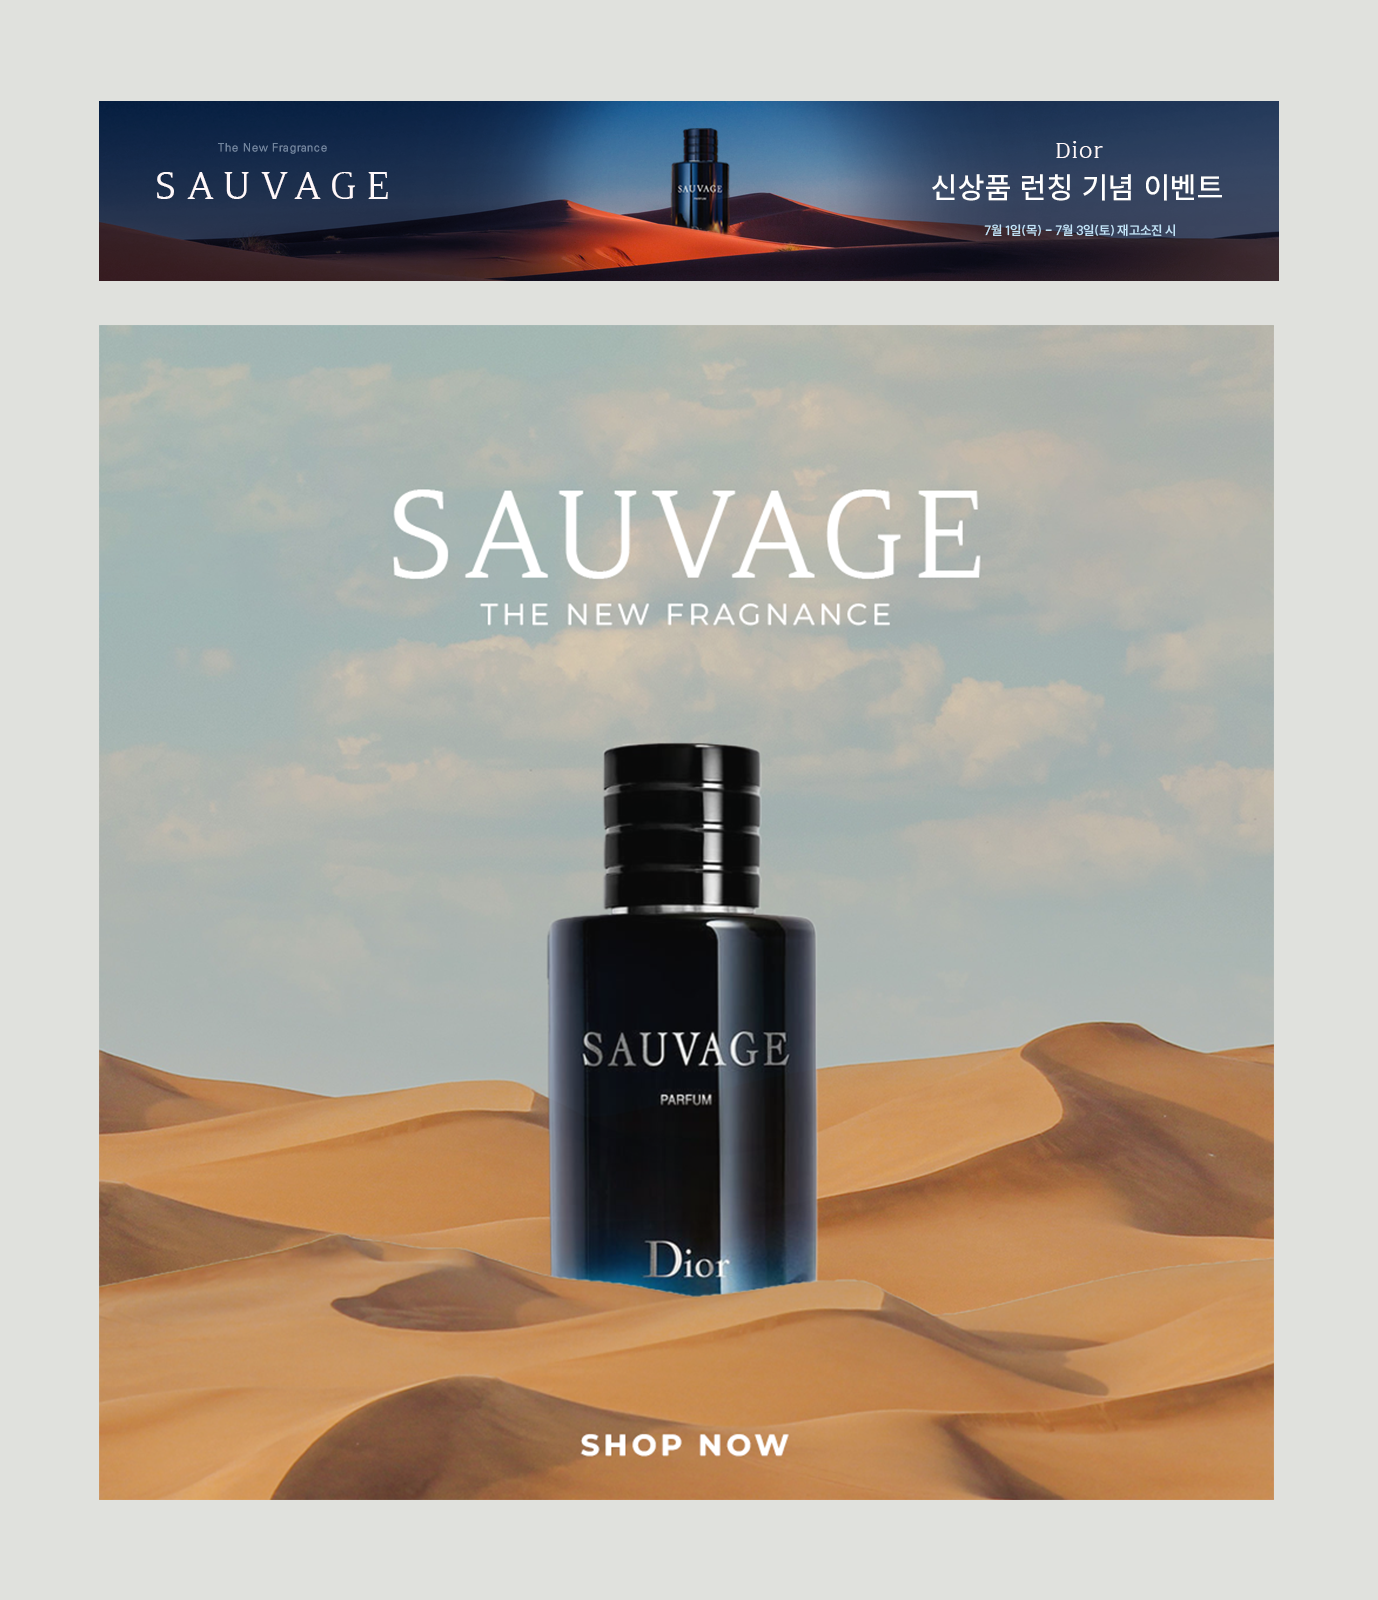 The New Fragrance
SAUVAGE
SAUVAGE
PARFUM
Dior
신상품 런칭 기념 이벤트
7월 1일(목) - 7월 3일(토) 재고소진 시
SAUVAGE
THE NEW FRAGNANCE
SAUVAGE
PARFUM
Dior
SHOP NOW